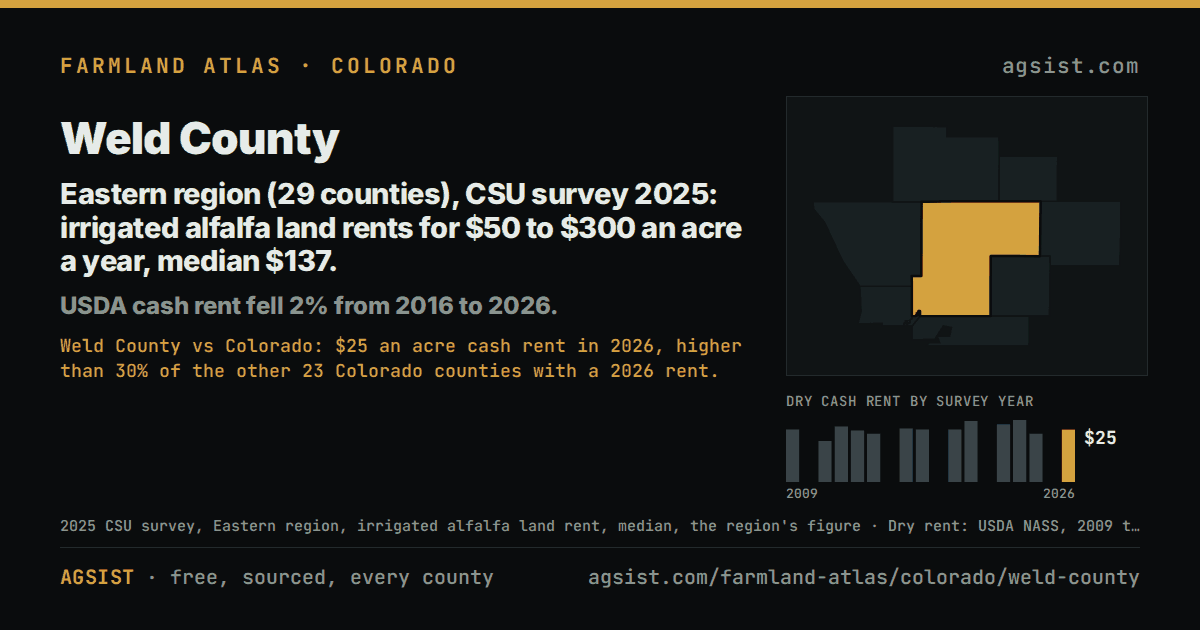 FARMLAND ATLAS · COLORADO
agsist.com
Weld County
Eastern region (29 counties), CSU survey 2025:
irrigated alfalfa land rents for $50 to $300 an acre
a year, median $137.
USDA cash rent fell 2% from 2016 to 2026.
Weld County vs Colorado: $25 an acre cash rent in 2026, higher
than 30% of the other 23 Colorado counties with a 2026 rent.
DRY CASH RENT BY SURVEY YEAR
$25
2009
2026
2025 CSU survey, Eastern region, irrigated alfalfa land rent, median, the region's figure · Dry rent: USDA NASS, 2009 t…
AGSIST · free, sourced, every county
agsist.com/farmland-atlas/colorado/weld-county